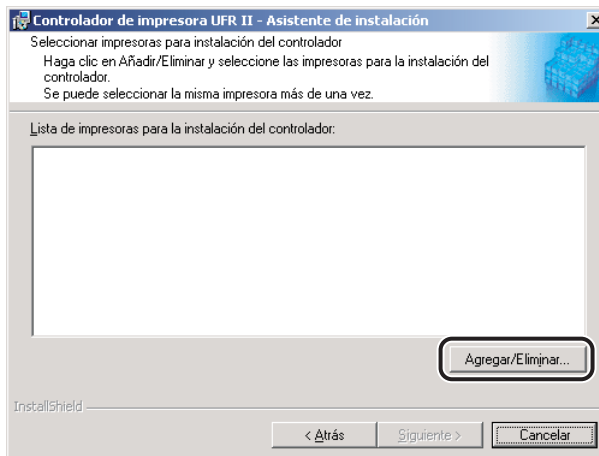 Controlador de impresora UFR II - Asistente de instalación
Seleccionar impresoras para instalación del controlador
Haga clic en Añadir/Eliminar y seleccione las impresoras para la instalación del
controlador.
Se puede seleccionar la misma impresora más de una vez.
Lista de impresoras para la instalación del controlador:
Agregar/Eliminar...
InstallShield
< Atrás Siguiente > Cancelar